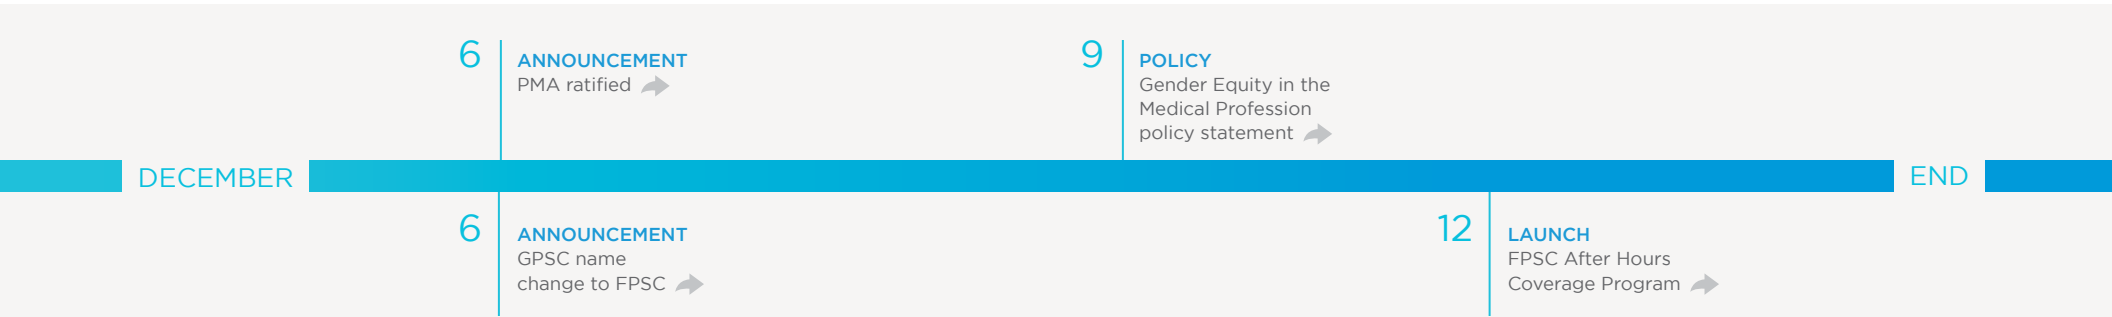 6
ANNOUNCEMENT
PMA ratified
9
POLICY
Gender Equity in the
Medical Profession
policy statement
DECEMBER
END
6
ANNOUNCEMENT
GPSC name
change to FPSC
12
LAUNCH
FPSC After Hours
Coverage Program